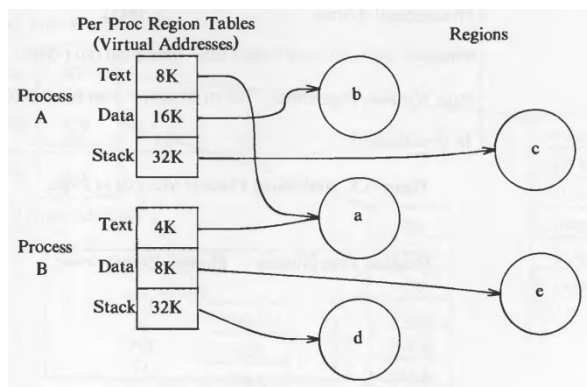 Per Proc Region Tables
(Virtual Addresses)
Regions
Process
A
Text 8K
Data 16K
Stack 32K
b
c
a
Process
B
Text 4K
Data 8K
Stack 32K
e
d